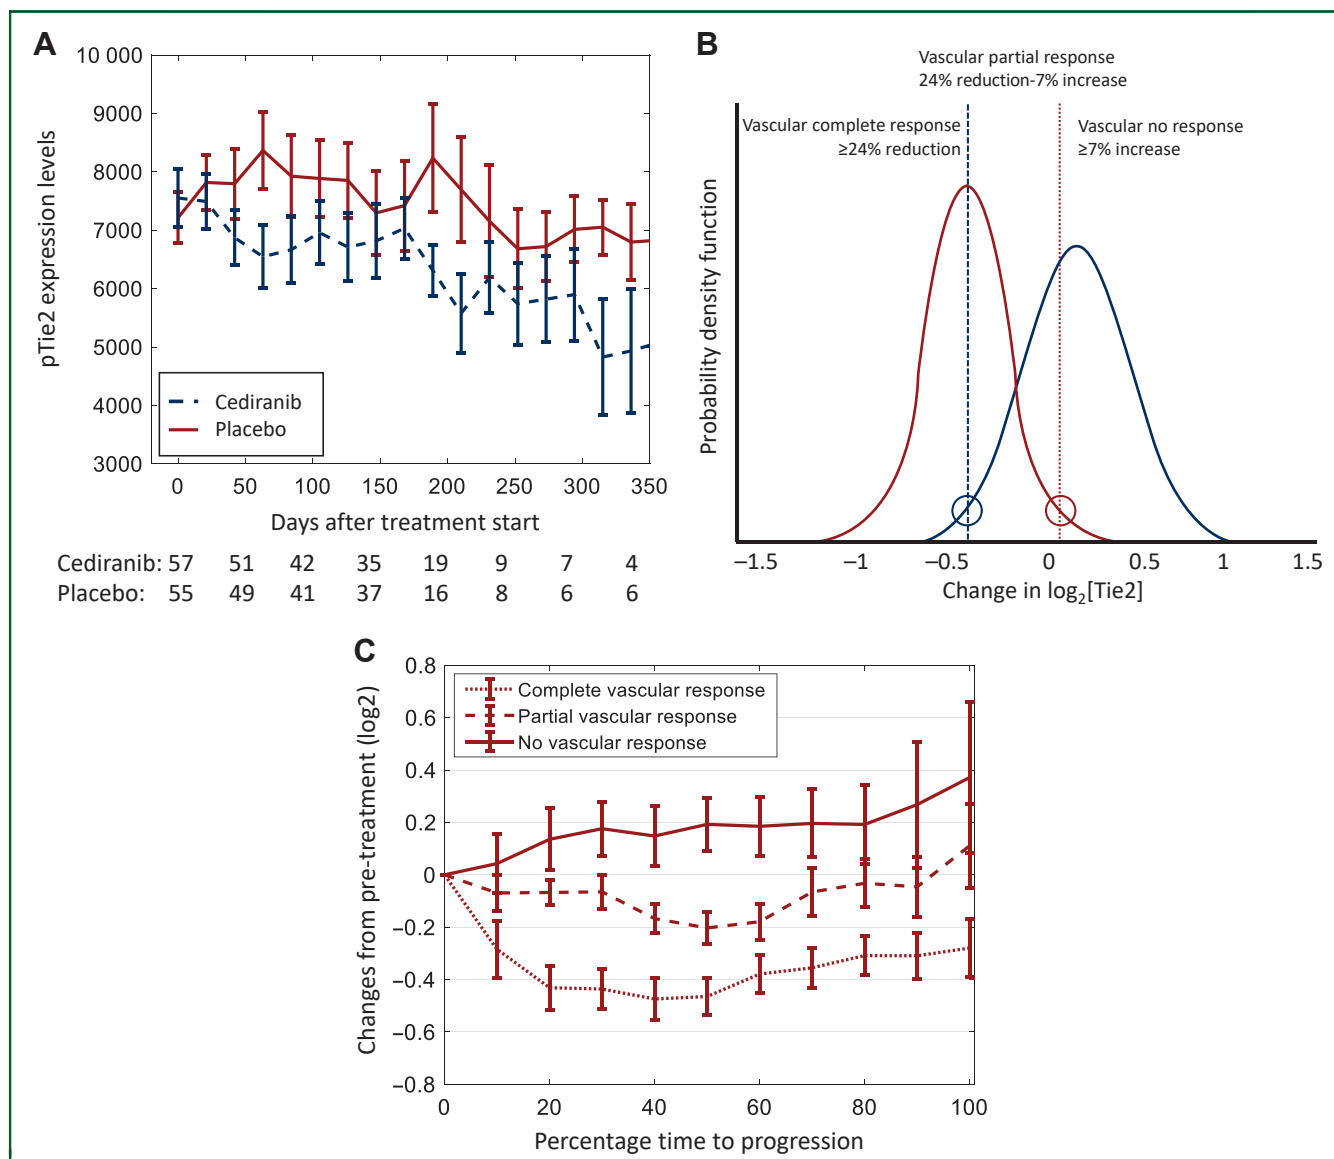 A
10 000
9000
8000
7000
6000
5000
4000
3000
pTie2 expression levels
Cediranib
Placebo
0 50 100 150 200 250 300 350
Days after treatment start
Cediranib: 57 51 42 35 19 9 7 4
Placebo: 55 49 41 37 16 8 6 6
B
Vascular partial response
24% reduction-7% increase
Vascular complete response
≥24% reduction
Vascular no response
≥7% increase
Probability density function
−1.5 −1 −0.5 0 0.5 1 1.5
Change in log₂[Tie2]
C
0.8
0.6
0.4
0.2
0
−0.2
−0.4
−0.6
−0.8
Changes from pre-treatment (log2)
Complete vascular response
Partial vascular response
No vascular response
0 20 40 60 80 100
Percentage time to progression